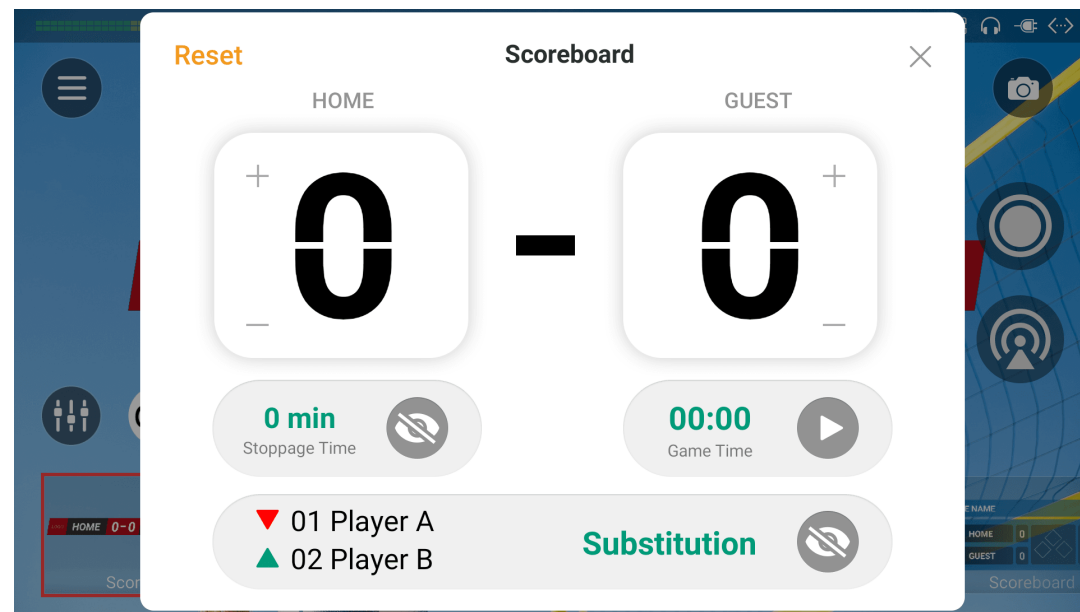 Reset
Scoreboard
HOME
GUEST
+
+
0 - 0
−
−
0 min
Stoppage Time
00:00
Game Time
01 Player A
02 Player B
Substitution
HOME 0-0
HOME 0
GUEST 0
Scoreboard